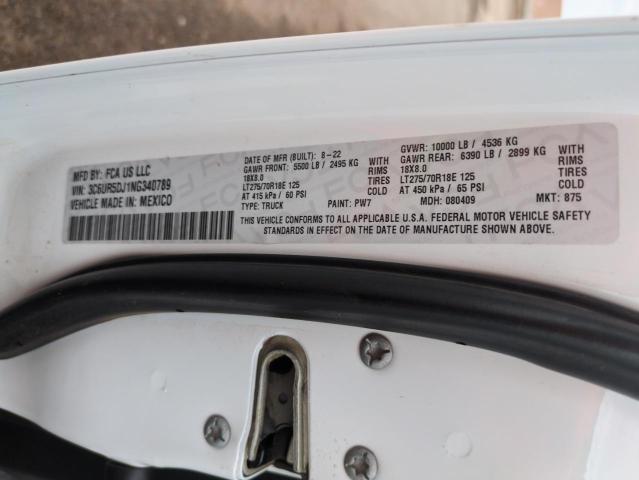 MFD BY: FCA US LLC
VIN: 3C6UR5DJ1NG340789
VEHICLE MADE IN: MEXICO
DATE OF MFR (BUILT): 8-22
GAWR FRONT: 5500 LB / 2495 KG
18X8.0 RIMS
LT275/70R18E 125 TIRES
AT 415 kPa / 60 PSI
TYPE: TRUCK
GVWR: 10000 LB / 4536 KG
GAWR REAR: 6390 LB / 2899 KG
18X8.0 RIMS
LT275/70R18E 125 TIRES
AT 450 kPa / 65 PSI
PAINT: PW7 MDH: 080409 MKT: 875
THIS VEHICLE CONFORMS TO ALL APPLICABLE U.S.A. FEDERAL MOTOR VEHICLE SAFETY
STANDARDS IN EFFECT ON THE DATE OF MANUFACTURE SHOWN ABOVE.